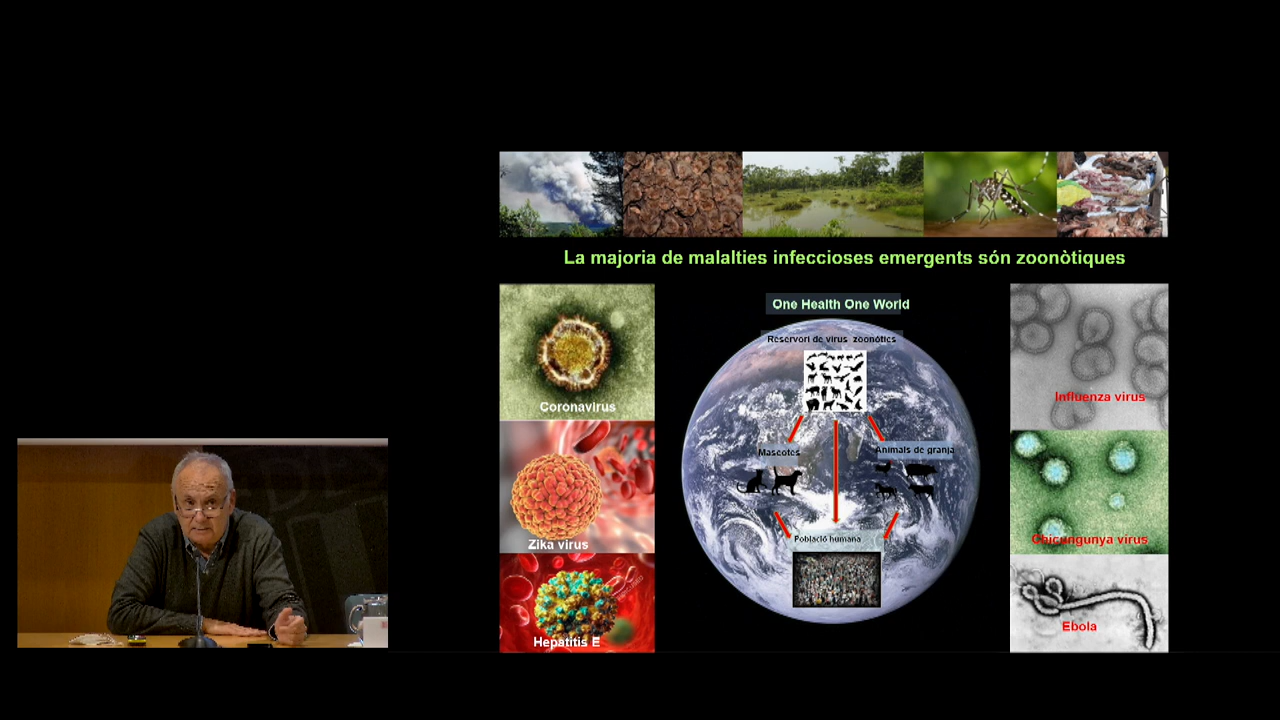 La majoria de malalties infeccioses emergents són zoonòtiques
One Health One World
Reservori de virus zoonòtics
Coronavirus
Influenza virus
Mascotes
Animals de granja
Zika virus
Chicungunya virus
Població humana
Hepatitis E
Ebola